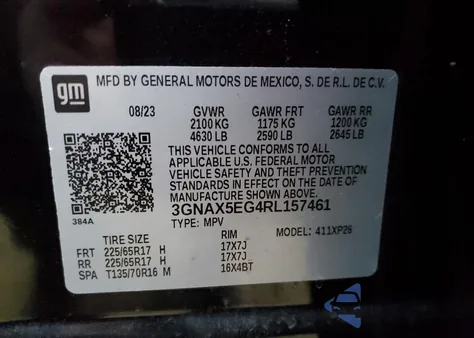 gm
MFD BY GENERAL MOTORS DE MEXICO, S. DE R.L. DE C.V.
08/23 GVWR GAWR FRT GAWR RR
2100 KG 1175 KG 1200 KG
4630 LB 2590 LB 2645 LB
THIS VEHICLE CONFORMS TO ALL
APPLICABLE U.S. FEDERAL MOTOR
VEHICLE SAFETY AND THEFT PREVENTION
STANDARDS IN EFFECT ON THE DATE OF
MANUFACTURE SHOWN ABOVE.
3GNAX5EG4RL157461
384A
TYPE: MPV MODEL: 411XP26
TIRE SIZE RIM
FRT 225/65R17 H 17X7J
RR 225/65R17 H 17X7J
SPA T135/70R16 M 16X4BT